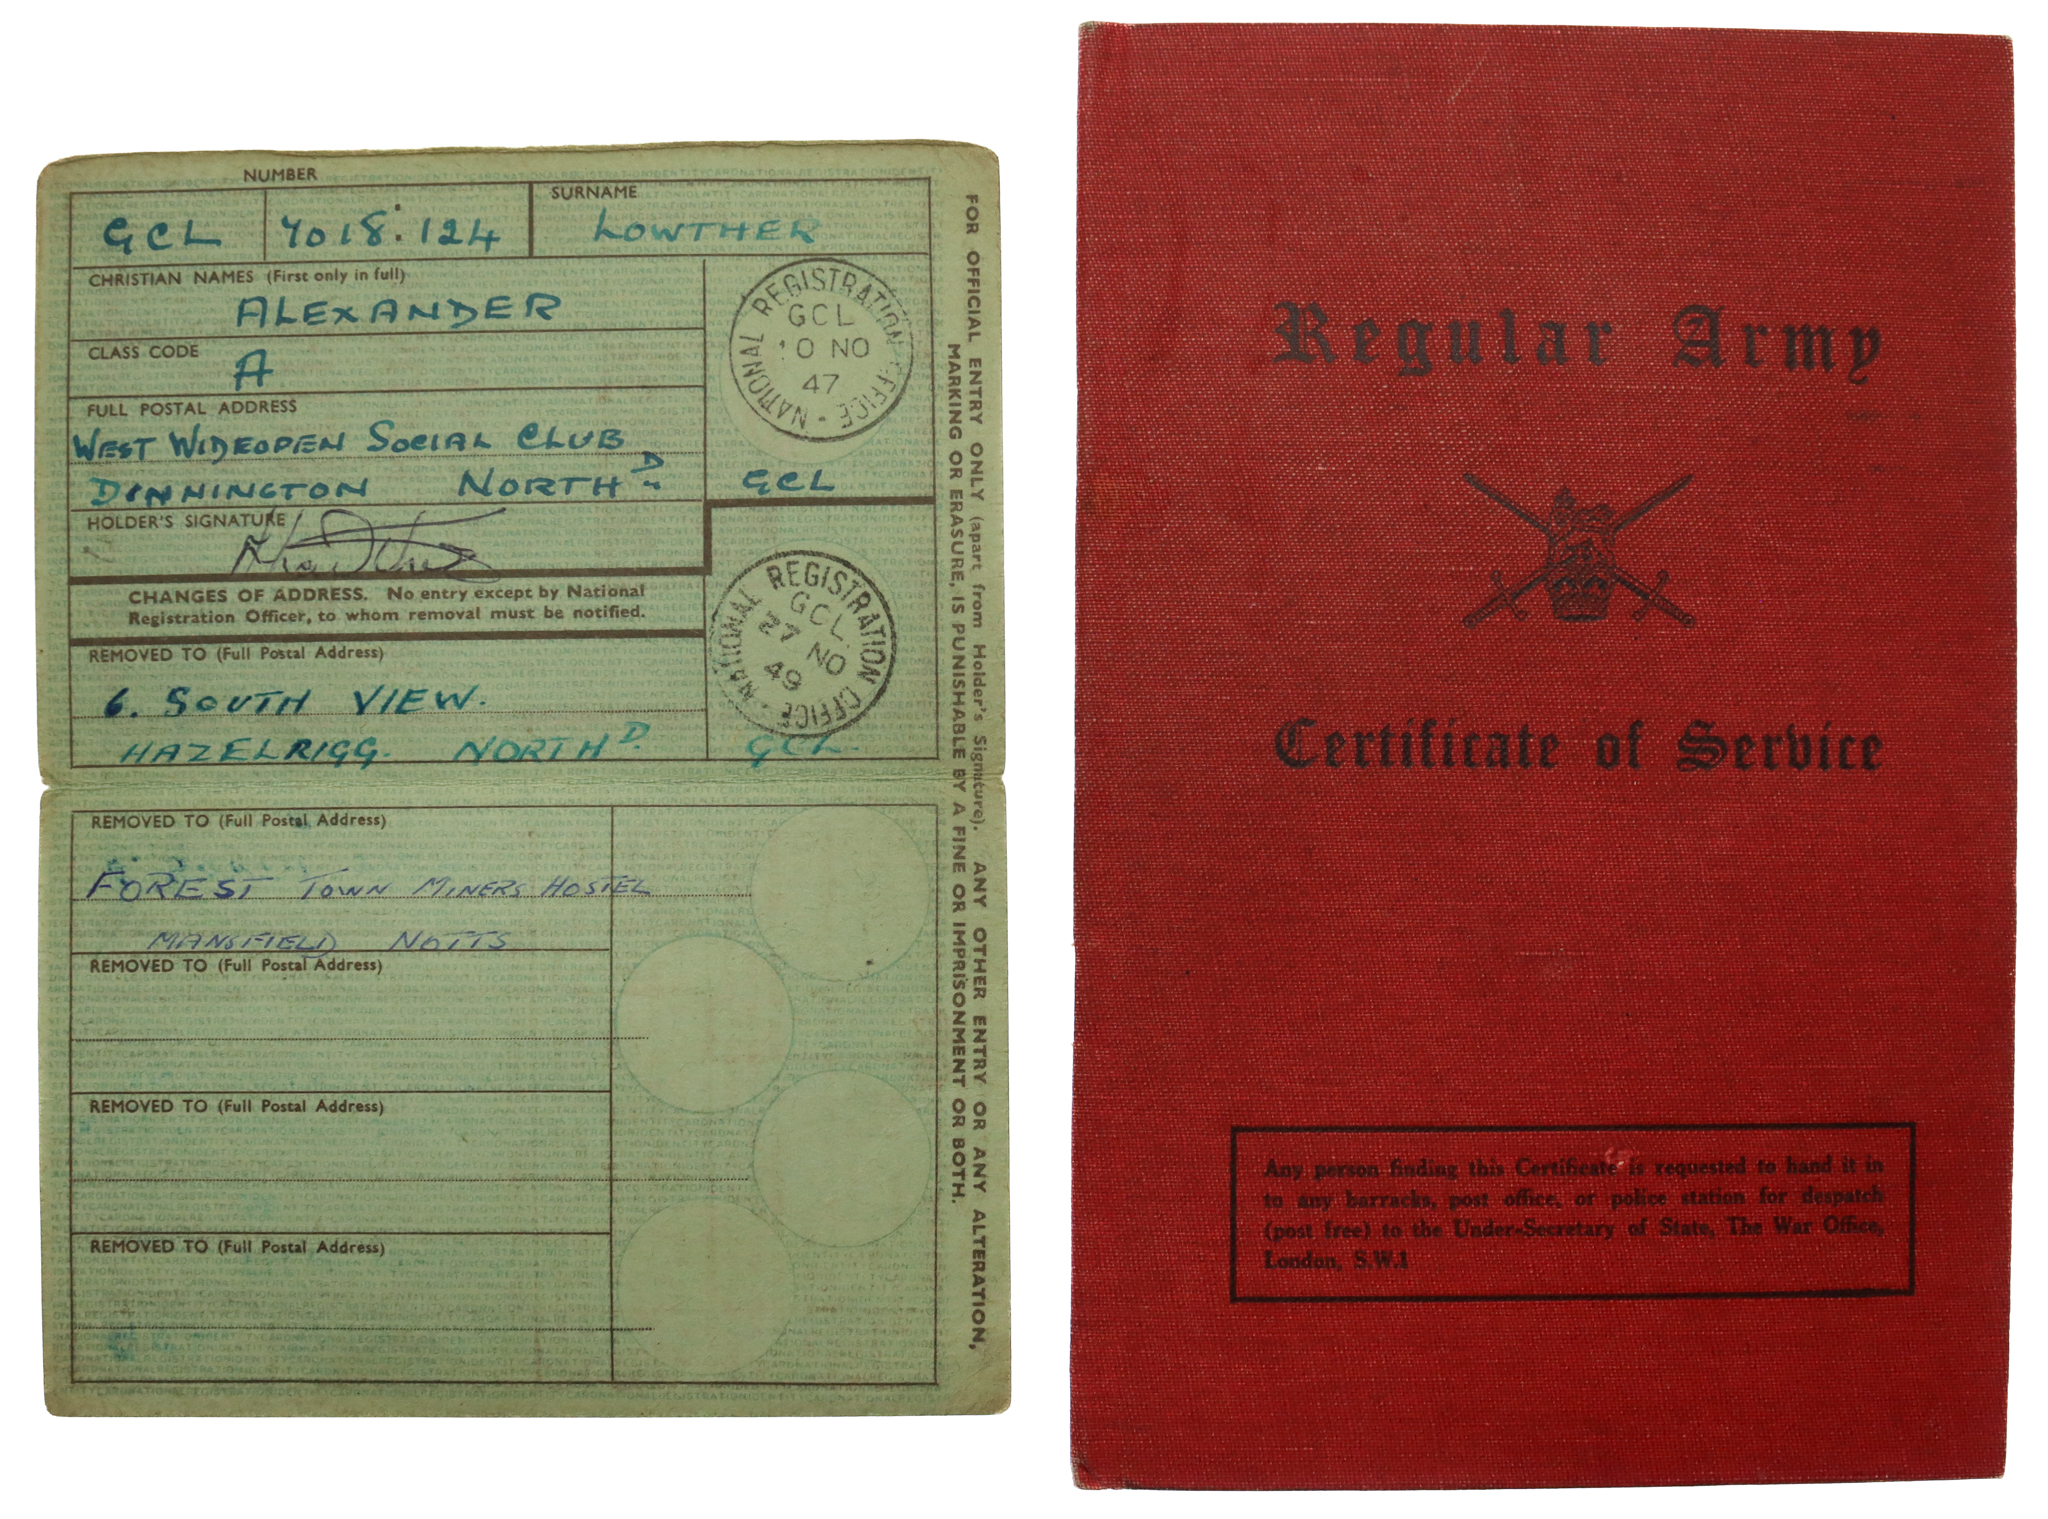 NUMBER
GCL 7018:124
SURNAME
LOWTHER
CHRISTIAN NAMES (First only in full)
ALEXANDER
CLASS CODE
A
NATIONAL REGISTRATION OFFICE
GCL
0 NO
47
FULL POSTAL ADDRESS
WEST WIDEOPEN SOCIAL CLUB
DINNINGTON NORTHD. GCL
HOLDER'S SIGNATURE
CHANGES OF ADDRESS. No entry except by National
Registration Officer, to whom removal must be notified.
NATIONAL REGISTRATION OFFICE
GCL
27 NO
49
REMOVED TO (Full Postal Address)
6. SOUTH VIEW.
HAZELRIGG. NORTHD. GCL.
REMOVED TO (Full Postal Address)
FOREST TOWN MINERS HOSTEL
MANSFIELD NOTTS
REMOVED TO (Full Postal Address)
REMOVED TO (Full Postal Address)
REMOVED TO (Full Postal Address)
FOR OFFICIAL ENTRY ONLY (apart from Holder's Signature). ANY OTHER ENTRY OR ANY ALTERATION,
MARKING OR ERASURE, IS PUNISHABLE BY A FINE OR IMPRISONMENT OR BOTH.
Regular Army
Certificate of Service
Any person finding this Certificate is requested to hand it in
to any barracks, post office, or police station for despatch
(post free) to the Under-Secretary of State, The War Office,
London, S.W.1